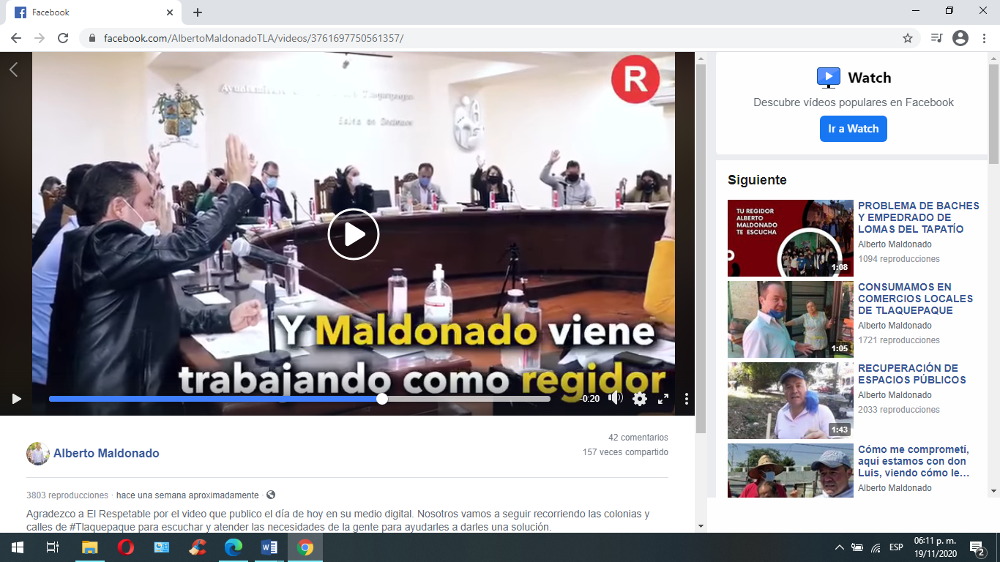 Facebook
facebook.com/AlbertoMaldonadoTLA/videos/3761697750561357/
R
Y Maldonado viene
trabajando como regidor
-0:20
Alberto Maldonado
42 comentarios
157 veces compartido
3803 reproducciones · hace una semana aproximadamente ·
Agradezco a El Respetable por el video que publico el día de hoy en su medio digital. Nosotros vamos a seguir recorriendo las colonias y
calles de #Tlaquepaque para escuchar y atender las necesidades de la gente para ayudarles a darles una solución.
Watch
Descubre vídeos populares en Facebook
Ir a Watch
Siguiente
TU REGIDOR
ALBERTO
MALDONADO
TE ESCUCHA
1:08
PROBLEMA DE BACHES
Y EMPEDRADO DE
LOMAS DEL TAPATÍO
Alberto Maldonado
1094 reproducciones
1:05
CONSUMAMOS EN
COMERCIOS LOCALES
DE TLAQUEPAQUE
Alberto Maldonado
1721 reproducciones
1:43
RECUPERACIÓN DE
ESPACIOS PÚBLICOS
Alberto Maldonado
2033 reproducciones
Cómo me comprometí,
aquí estamos con don
Luis, viendo cómo le…
Alberto Maldonado
ESP
06:11 p. m.
19/11/2020
2